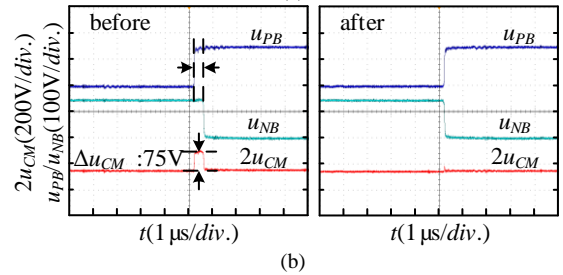 before
u_PB
u_NB
Δu_CM :75V
2u_CM
after
u_PB
u_NB
2u_CM
2u_CM(200V/div.)
u_PB/u_NB(100V/div.)
t(1 μs/div.)
t(1 μs/div.)
(b)